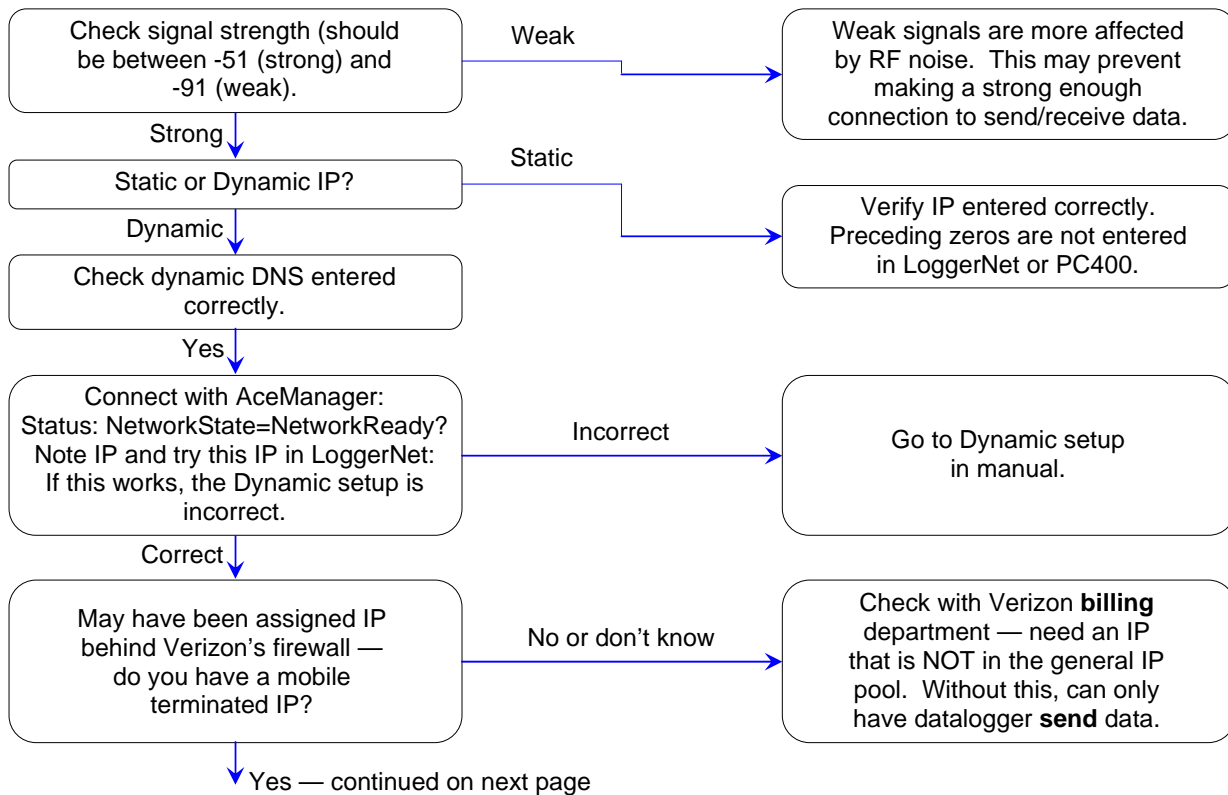 Check signal strength (should
be between -51 (strong) and
-91 (weak).
Weak
Weak signals are more affected
by RF noise.  This may prevent
making a strong enough
connection to send/receive data.
Strong
Static or Dynamic IP?
Static
Verify IP entered correctly.
Preceding zeros are not entered
in LoggerNet or PC400.
Dynamic
Check dynamic DNS entered
correctly.
Yes
Connect with AceManager:
Status: NetworkState=NetworkReady?
Note IP and try this IP in LoggerNet:
If this works, the Dynamic setup is
incorrect.
Incorrect
Go to Dynamic setup
in manual.
Correct
May have been assigned IP
behind Verizon’s firewall —
do you have a mobile
terminated IP?
No or don’t know
Check with Verizon billing
department — need an IP
that is NOT in the general IP
pool.  Without this, can only
have datalogger send data.
Yes — continued on next page